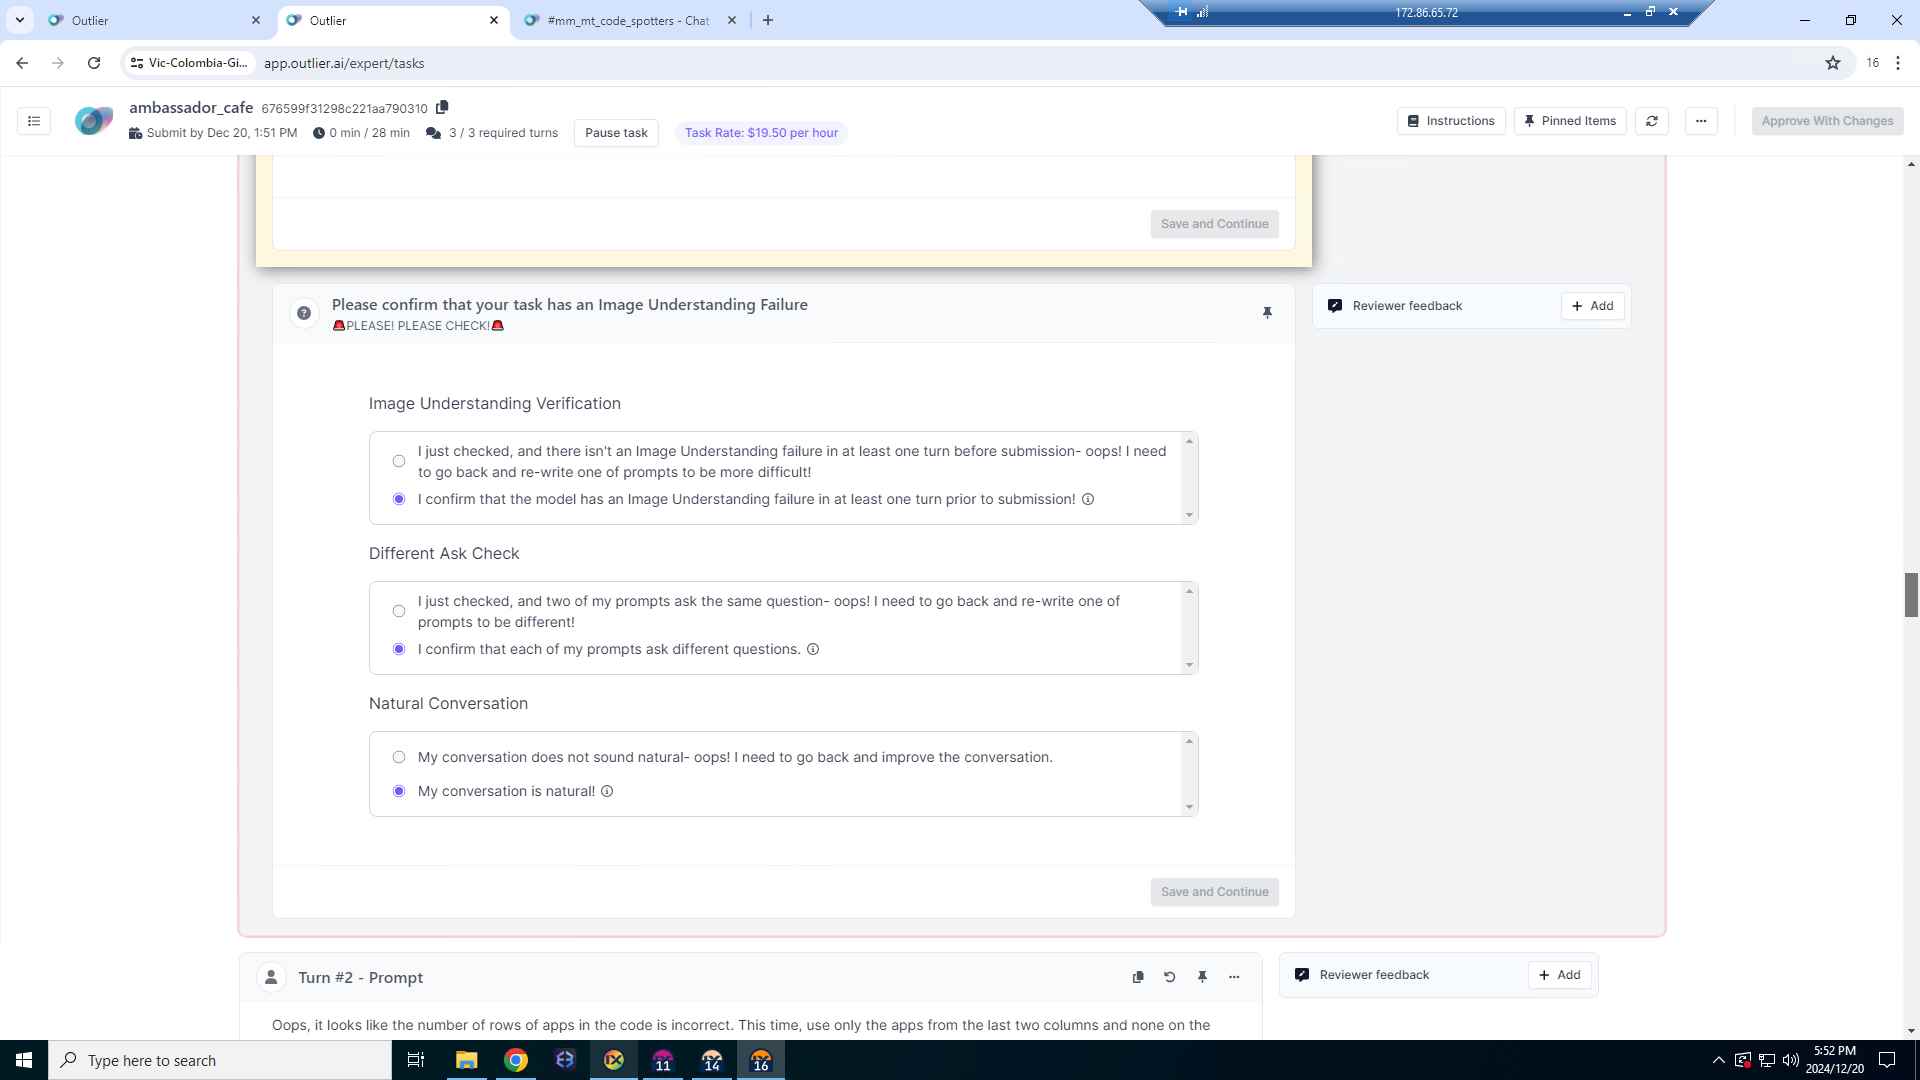 Outlier
Outlier
#mm_mt_code_spotters - Chat
172.86.65.72
Vic-Colombia-Gi...
app.outlier.ai/expert/tasks
16
ambassador_cafe 676599f31298c221aa790310
Submit by Dec 20, 1:51 PM
0 min / 28 min
3 / 3 required turns
Pause task
Task Rate: $19.50 per hour
Instructions
Pinned Items
Approve With Changes
Save and Continue
Please confirm that your task has an Image Understanding Failure
🚨PLEASE! PLEASE CHECK!🚨
Reviewer feedback
+ Add
Image Understanding Verification
I just checked, and there isn't an Image Understanding failure in at least one turn before submission- oops! I need
to go back and re-write one of prompts to be more difficult!
I confirm that the model has an Image Understanding failure in at least one turn prior to submission!
Different Ask Check
I just checked, and two of my prompts ask the same question- oops! I need to go back and re-write one of
prompts to be different!
I confirm that each of my prompts ask different questions.
Natural Conversation
My conversation does not sound natural- oops! I need to go back and improve the conversation.
My conversation is natural!
Save and Continue
Turn #2 - Prompt
Reviewer feedback
+ Add
Oops, it looks like the number of rows of apps in the code is incorrect. This time, use only the apps from the last two columns and none on the
Type here to search
11
14
16
5:52 PM
2024/12/20